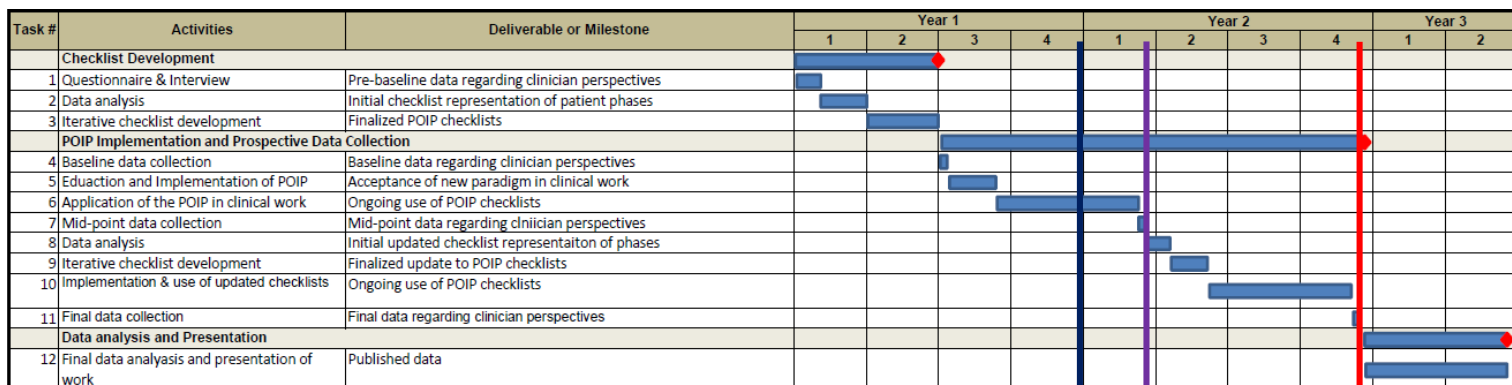 Task # Activities Deliverable or Milestone Year 1 Year 2 Year 3
1 2 3 4 1 2 3 4 1 2
Checklist Development
1 Questionnaire & Interview Pre-baseline data regarding clinician perspectives
2 Data analysis Initial checklist representation of patient phases
3 Iterative checklist development Finalized POIP checklists
POIP Implementation and Prospective Data Collection
4 Baseline data collection Baseline data regarding clinician perspectives
5 Eduaction and Implementation of POIP Acceptance of new paradigm in clinical work
6 Application of the POIP in clinical work Ongoing use of POIP checklists
7 Mid-point data collection Mid-point data regarding clniician perspectives
8 Data analysis Initial updated checklist representaiton of phases
9 Iterative checklist development Finalized update to POIP checklists
10 Implementation & use of updated checklists Ongoing use of POIP checklists
11 Final data collection Final data regarding clinician perspectives
Data analysis and Presentation
12 Final data analyasis and presentation of Published data
work